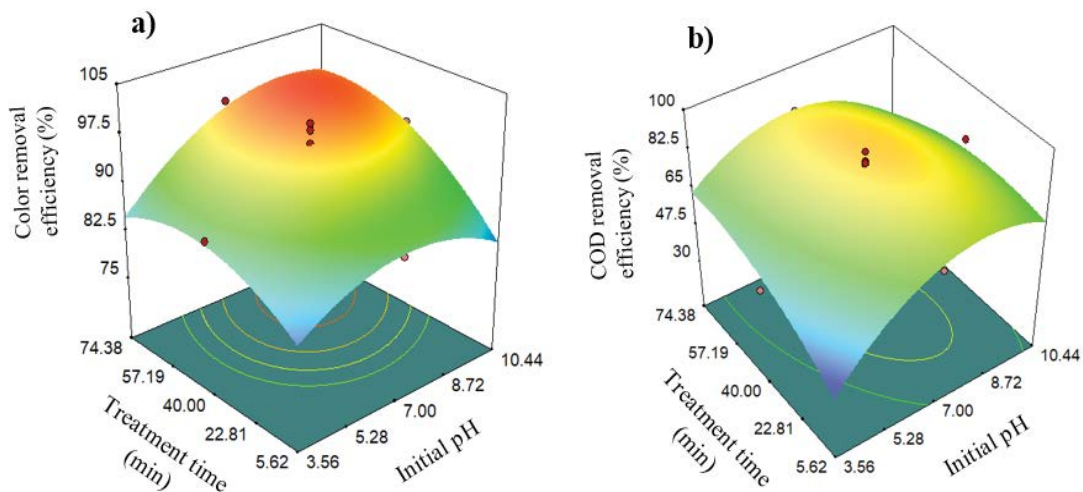 a)
105
97.5
90
82.5
75
Color removal
efficiency (%)
74.38
57.19
40.00
22.81
5.62
Treatment time
(min)
3.56
5.28
7.00
8.72
10.44
Initial pH
b)
100
82.5
65
47.5
30
COD removal
efficiency (%)
74.38
57.19
40.00
22.81
5.62
Treatment time
(min)
3.56
5.28
7.00
8.72
10.44
Initial pH